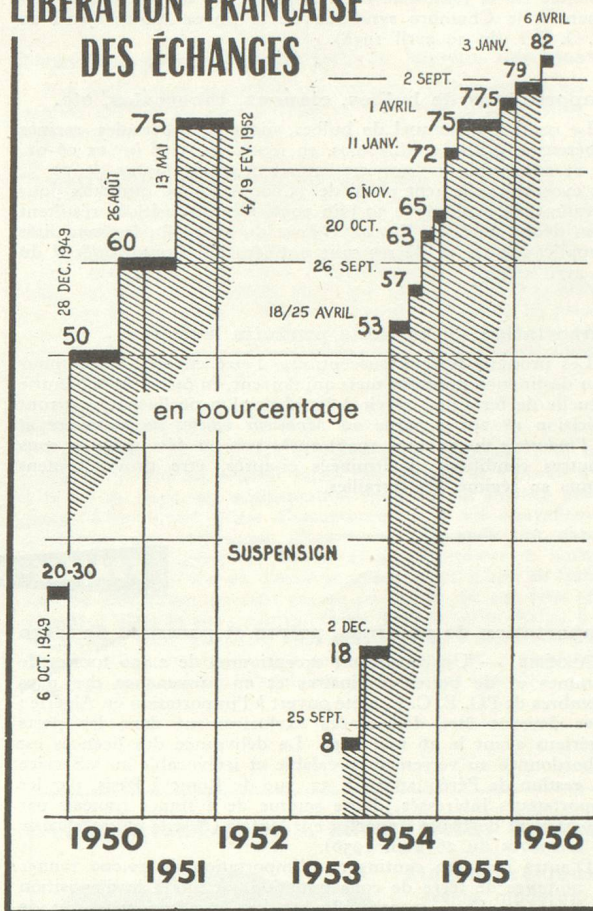 LIBÉRATION FRANÇAISE
DES ÉCHANGES
6 OCT. 1949
20-30
28 DEC. 1949
50
26 AOÛT
60
13 MAI
75
4/19 FEV. 1952
en pourcentage
SUSPENSION
25 SEPT.
8
2 DEC.
18
18/25 AVRIL
53
26 SEPT.
57
20 OCT.
63
6 NOV.
65
11 JANV.
72
1 AVRIL
75
2 SEPT.
77,5
3 JANV.
79
6 AVRIL
82
1950
1951
1952
1953
1954
1955
1956